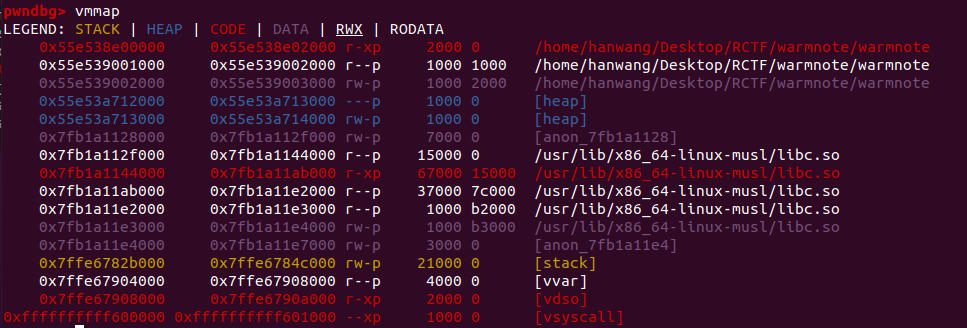 pwndbg> vmmap
LEGEND: STACK | HEAP | CODE | DATA | RWX | RODATA
0x55e538e00000 0x55e538e02000 r-xp 2000 0 /home/hanwang/Desktop/RCTF/warmnote/warmnote
0x55e539001000 0x55e539002000 r--p 1000 1000 /home/hanwang/Desktop/RCTF/warmnote/warmnote
0x55e539002000 0x55e539003000 rw-p 1000 2000 /home/hanwang/Desktop/RCTF/warmnote/warmnote
0x55e53a712000 0x55e53a713000 ---p 1000 0 [heap]
0x55e53a713000 0x55e53a714000 rw-p 1000 0 [heap]
0x7fb1a1128000 0x7fb1a112f000 rw-p 7000 0 [anon_7fb1a1128]
0x7fb1a112f000 0x7fb1a1144000 r--p 15000 0 /usr/lib/x86_64-linux-musl/libc.so
0x7fb1a1144000 0x7fb1a11ab000 r-xp 67000 15000 /usr/lib/x86_64-linux-musl/libc.so
0x7fb1a11ab000 0x7fb1a11e2000 r--p 37000 7c000 /usr/lib/x86_64-linux-musl/libc.so
0x7fb1a11e2000 0x7fb1a11e3000 r--p 1000 b2000 /usr/lib/x86_64-linux-musl/libc.so
0x7fb1a11e3000 0x7fb1a11e4000 rw-p 1000 b3000 /usr/lib/x86_64-linux-musl/libc.so
0x7fb1a11e4000 0x7fb1a11e7000 rw-p 3000 0 [anon_7fb1a11e4]
0x7ffe6782b000 0x7ffe6784c000 rw-p 21000 0 [stack]
0x7ffe67904000 0x7ffe67908000 r--p 4000 0 [vvar]
0x7ffe67908000 0x7ffe6790a000 r-xp 2000 0 [vdso]
0xffffffffff600000 0xffffffffff601000 --xp 1000 0 [vsyscall]